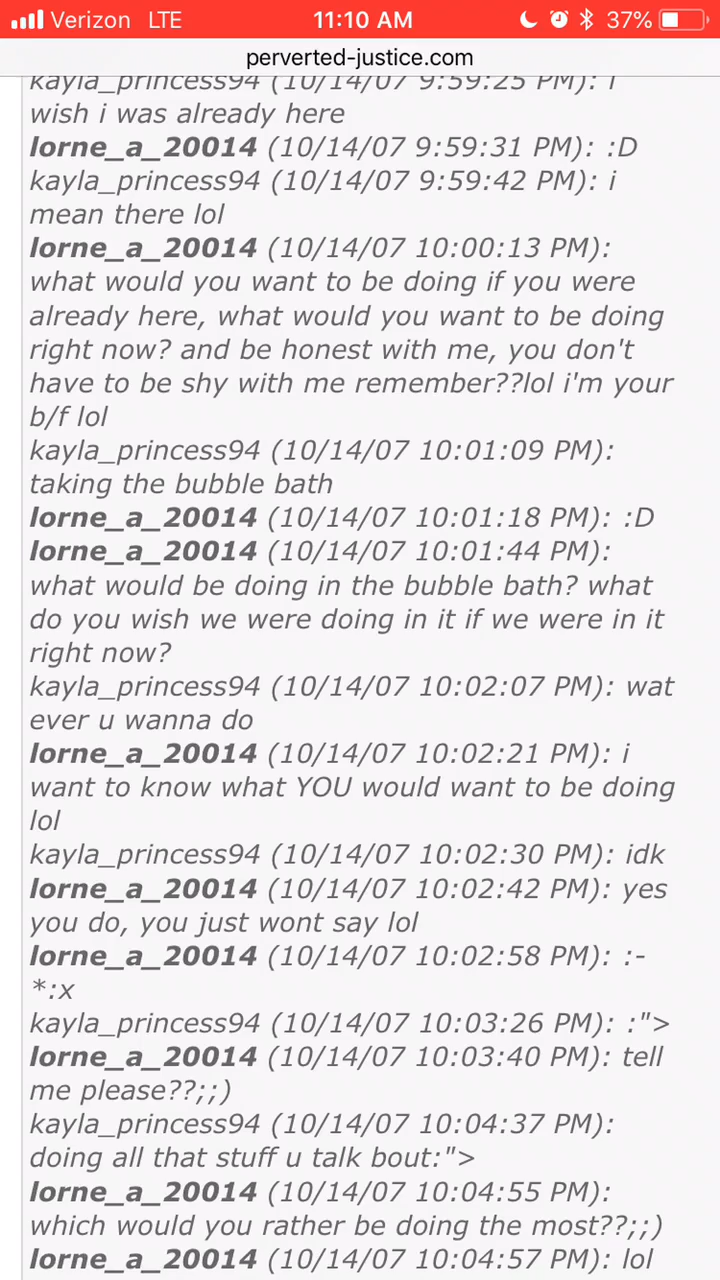 Verizon LTE 11:10 AM 37%
perverted-justice.com
kayla_princess94 (10/14/07 9:59:25 PM): i
wish i was already here
lorne_a_20014 (10/14/07 9:59:31 PM): :D
kayla_princess94 (10/14/07 9:59:42 PM): i
mean there lol
lorne_a_20014 (10/14/07 10:00:13 PM):
what would you want to be doing if you were
already here, what would you want to be doing
right now? and be honest with me, you don't
have to be shy with me remember??lol i'm your
b/f lol
kayla_princess94 (10/14/07 10:01:09 PM):
taking the bubble bath
lorne_a_20014 (10/14/07 10:01:18 PM): :D
lorne_a_20014 (10/14/07 10:01:44 PM):
what would be doing in the bubble bath? what
do you wish we were doing in it if we were in it
right now?
kayla_princess94 (10/14/07 10:02:07 PM): wat
ever u wanna do
lorne_a_20014 (10/14/07 10:02:21 PM): i
want to know what YOU would want to be doing
lol
kayla_princess94 (10/14/07 10:02:30 PM): idk
lorne_a_20014 (10/14/07 10:02:42 PM): yes
you do, you just wont say lol
lorne_a_20014 (10/14/07 10:02:58 PM): :-
*:x
kayla_princess94 (10/14/07 10:03:26 PM): :">
lorne_a_20014 (10/14/07 10:03:40 PM): tell
me please??;;)
kayla_princess94 (10/14/07 10:04:37 PM):
doing all that stuff u talk bout:">
lorne_a_20014 (10/14/07 10:04:55 PM):
which would you rather be doing the most??;;)
lorne_a_20014 (10/14/07 10:04:57 PM): lol